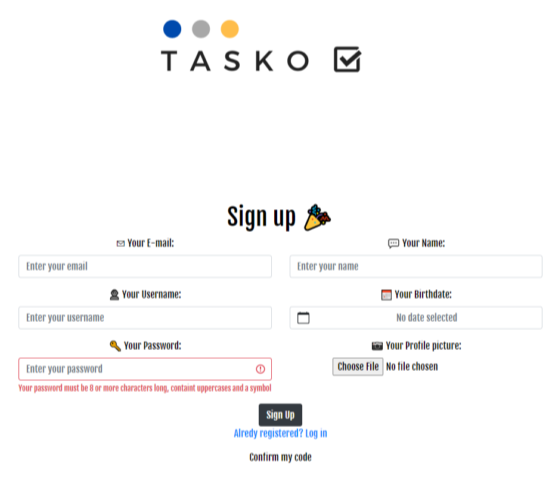 TASKO
Sign up
Your E-mail:
Enter your email
Your Name:
Enter your name
Your Username:
Enter your username
Your Birthdate:
No date selected
Your Password:
Enter your password
Your password must be 8 or more characters long, containt uppercases and a symbol
Your Profile picture:
Choose File No file chosen
Sign Up
Alredy registered? Log in
Confirm my code